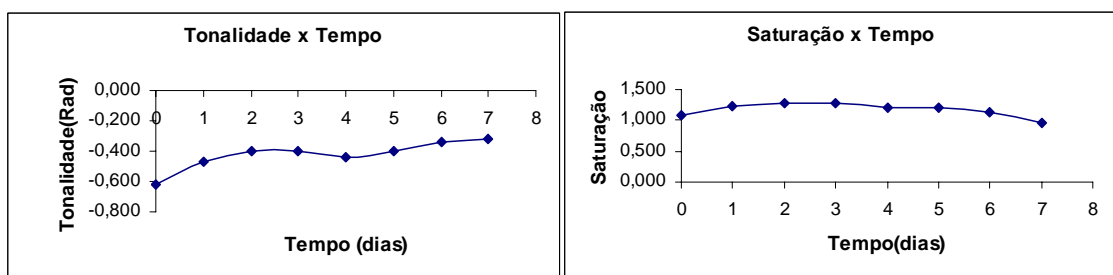 Tonalidade x Tempo
Tonalidade(Rad)
0,000
-0,200
-0,400
-0,600
-0,800
0 1 2 3 4 5 6 7 8
Tempo (dias)
Saturação x Tempo
Saturação
1,500
1,000
0,500
0,000
0 1 2 3 4 5 6 7 8
Tempo(dias)